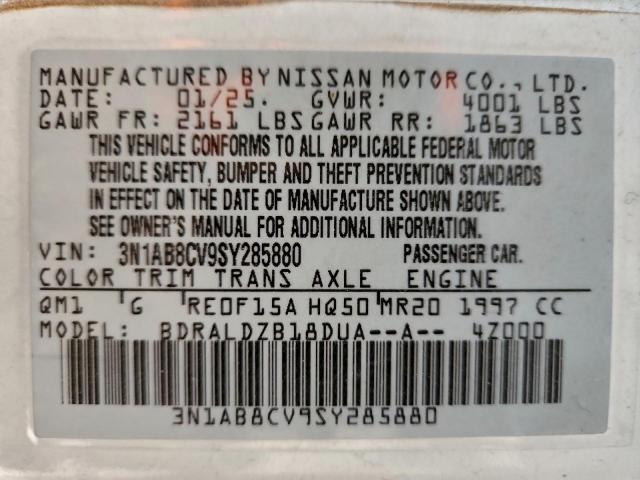 MANUFACTURED BY NISSAN MOTOR CO., LTD.
DATE: 01/25. GVWR: 4001 LBS
GAWR FR: 2161 LBS GAWR RR: 1863 LBS
THIS VEHICLE CONFORMS TO ALL APPLICABLE FEDERAL MOTOR
VEHICLE SAFETY, BUMPER AND THEFT PREVENTION STANDARDS
IN EFFECT ON THE DATE OF MANUFACTURE SHOWN ABOVE.
SEE OWNER'S MANUAL FOR ADDITIONAL INFORMATION.
VIN: 3N1AB8CV9SY285880 PASSENGER CAR.
COLOR TRIM TRANS AXLE ENGINE
QM1 G RE0F15A HQ50 MR20 1997 CC
MODEL: BDRALDZB18DUA--A-- 4Z000
3N1AB8CV9SY285880